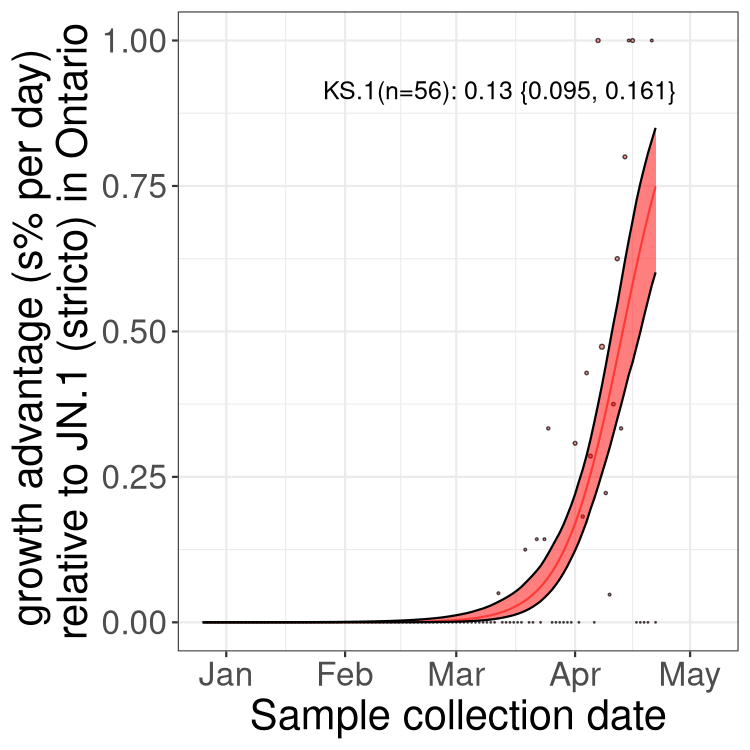 growth advantage (s% per day)
relative to JN.1 (stricto) in Ontario
1.00
0.75
0.50
0.25
0.00
KS.1(n=56): 0.13 {0.095, 0.161}
Jan Feb Mar Apr May
Sample collection date